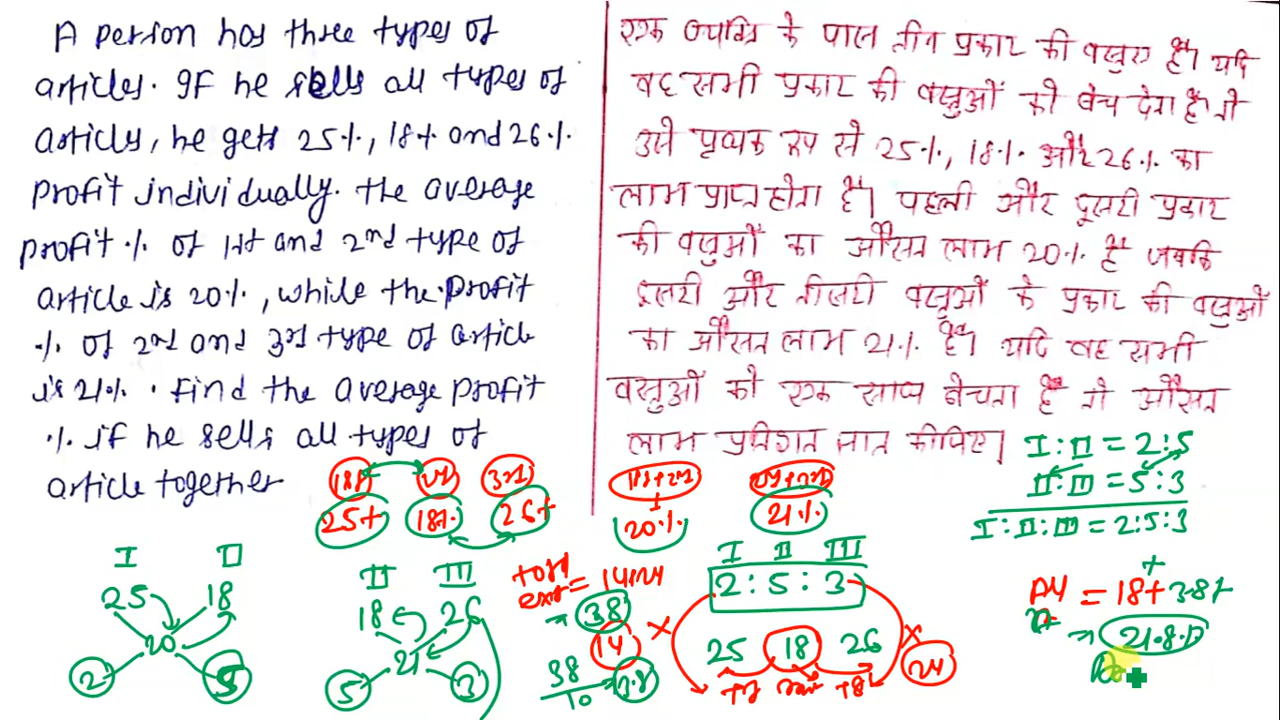 A person has three types of
articles. If he sells all types of
articls, he gets 25%, 18% and 26%
profit individually. The average
profit % of 1st and 2nd type of
article is 20%, while the profit
% of 2nd and 3rd type of article
is 21%. find the average profit
% if he sells all types of
article together
एक व्यक्ति के पास तीन प्रकार की वस्तुए है। यदि
वह सभी प्रकार की वस्तुओं को बेच देता है तो
उसे पृथक रूप से 25%, 18% और 26% का
लाभ प्राप्त होता है। पहली और दूसरी प्रकार
की वस्तुओं का औसत लाभ 20% है जबकि
दूसरी और तीसरी वस्तुओं के प्रकार की वस्तुओं
का औसत लाभ 21% है। यदि वह सभी
वस्तुओं को एक साथ बेचता है तो औसत
लाभ प्रतिशत ज्ञात कीजिए।
I : II = 2:5
II : III = 5:3
I : II : III = 2:5:3
1st 2nd 3rd
25% 18% 26%
1st+2nd
20%
2nd+3rd
21%
I II
25 18
20
2 5
II III
18 26
21
5 3
= 14+24
38
38
10
3.8
I II III
2 : 5 : 3
25 18 26
+7 +8
14
24
= 18+3.8%
21.8%